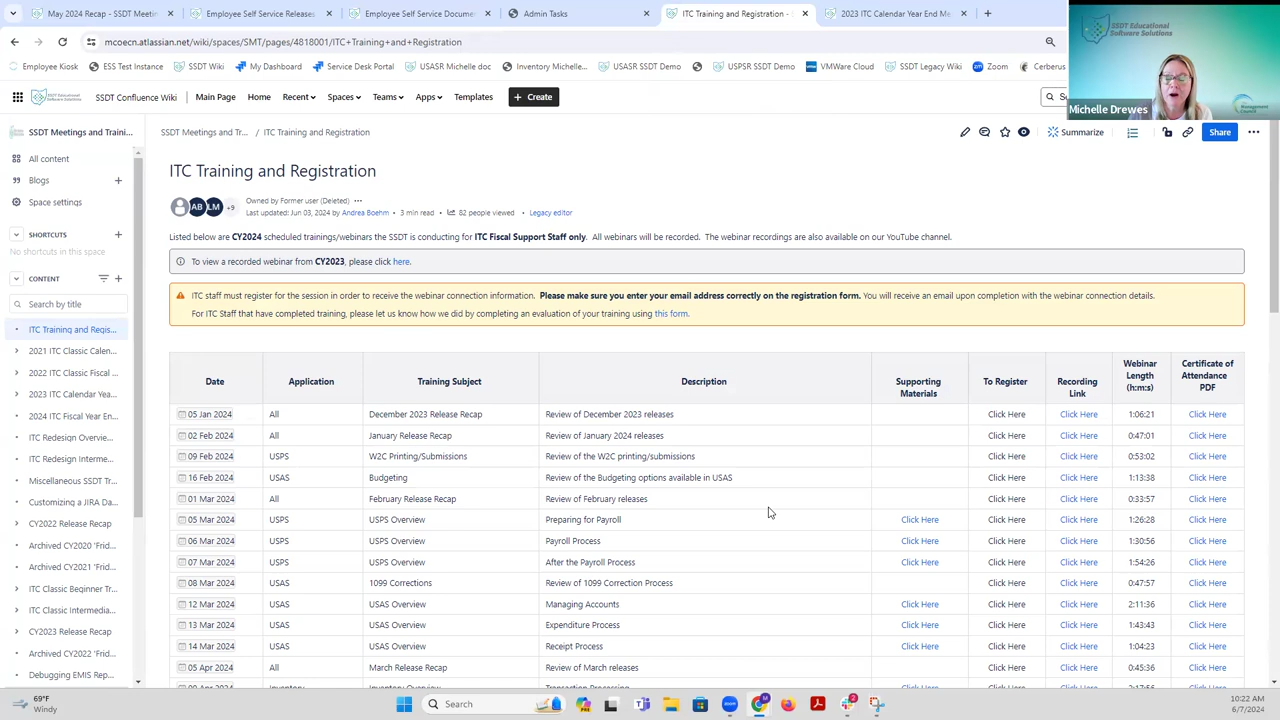 May 2024 Recap - SSDT Meeti
Employee Self Service Releases
Employee Self Service Docume
Admin Tasks
ITC Training and Registration -
2023 ITC Calendar Year End Me
mcoecn.atlassian.net/wiki/spaces/SMT/pages/4818001/ITC+Training+and+Registration
Employee Kiosk
ESS Test Instance
SSDT Wiki
My Dashboard
Service Desk Portal
USASR Michelle doc
Inventory Michelle...
USASR SSDT Demo
USPSR SSDT Demo
VMWare Cloud
SSDT Legacy Wiki
Zoom
Cerberus
SSDT Educational
Software Solutions
Management
Council
Michelle Drewes
SSDT Confluence Wiki
Main Page
Home
Recent
Spaces
Teams
Apps
Templates
+ Create
SSDT Meetings and Traini...
All content
Blogs
Space settings
SHORTCUTS
No shortcuts in this space
CONTENT
Search by title
ITC Training and Regis...
2021 ITC Classic Calen...
2022 ITC Classic Fiscal ...
2023 ITC Calendar Yea...
2024 ITC Fiscal Year En...
ITC Redesign Overvie...
ITC Redesign Interme...
Miscellaneous SSDT Tr...
Customizing a JIRA Da...
CY2022 Release Recap
Archived CY2020 'Frid...
Archived CY2021 'Frid...
ITC Classic Beginner Tr...
ITC Classic Intermedia...
CY2023 Release Recap
Archived CY2022 'Frid...
Debugging EMIS Rep...
SSDT Meetings and Tr... / ITC Training and Registration
Summarize
Share
ITC Training and Registration
AB LM +9
Owned by Former user (Deleted)
Last updated: Jun 03, 2024 by Andrea Boehm • 3 min read • 82 people viewed • Legacy editor
Listed below are CY2024 scheduled trainings/webinars the SSDT is conducting for ITC Fiscal Support Staff only. All webinars will be recorded. The webinar recordings are also available on our YouTube channel.
To view a recorded webinar from CY2023, please click here.
ITC staff must register for the session in order to receive the webinar connection information. Please make sure you enter your email address correctly on the registration form. You will receive an email upon completion with the webinar connection details.
For ITC Staff that have completed training, please let us know how we did by completing an evaluation of your training using this form.
Date Application Training Subject Description Supporting Materials To Register Recording Link Webinar Length (h:m:s) Certificate of Attendance PDF
05 Jan 2024 All December 2023 Release Recap Review of December 2023 releases Click Here Click Here 1:06:21 Click Here
02 Feb 2024 All January Release Recap Review of January 2024 releases Click Here Click Here 0:47:01 Click Here
09 Feb 2024 USPS W2C Printing/Submissions Review of the W2C printing/submissions Click Here Click Here 0:53:02 Click Here
16 Feb 2024 USAS Budgeting Review of the Budgeting options available in USAS Click Here Click Here 1:13:38 Click Here
01 Mar 2024 All February Release Recap Review of February releases Click Here Click Here 0:33:57 Click Here
05 Mar 2024 USPS USPS Overview Preparing for Payroll Click Here Click Here Click Here 1:26:28 Click Here
06 Mar 2024 USPS USPS Overview Payroll Process Click Here Click Here Click Here 1:30:56 Click Here
07 Mar 2024 USPS USPS Overview After the Payroll Process Click Here Click Here Click Here 1:54:26 Click Here
08 Mar 2024 USAS 1099 Corrections Review of 1099 Correction Process Click Here Click Here 0:47:57 Click Here
12 Mar 2024 USAS USAS Overview Managing Accounts Click Here Click Here Click Here 2:11:36 Click Here
13 Mar 2024 USAS USAS Overview Expenditure Process Click Here Click Here Click Here 1:43:43 Click Here
14 Mar 2024 USAS USAS Overview Receipt Process Click Here Click Here Click Here 1:04:23 Click Here
05 Apr 2024 All March Release Recap Review of March releases Click Here Click Here 0:45:36 Click Here
69°F
Windy
Search
10:22 AM
6/7/2024